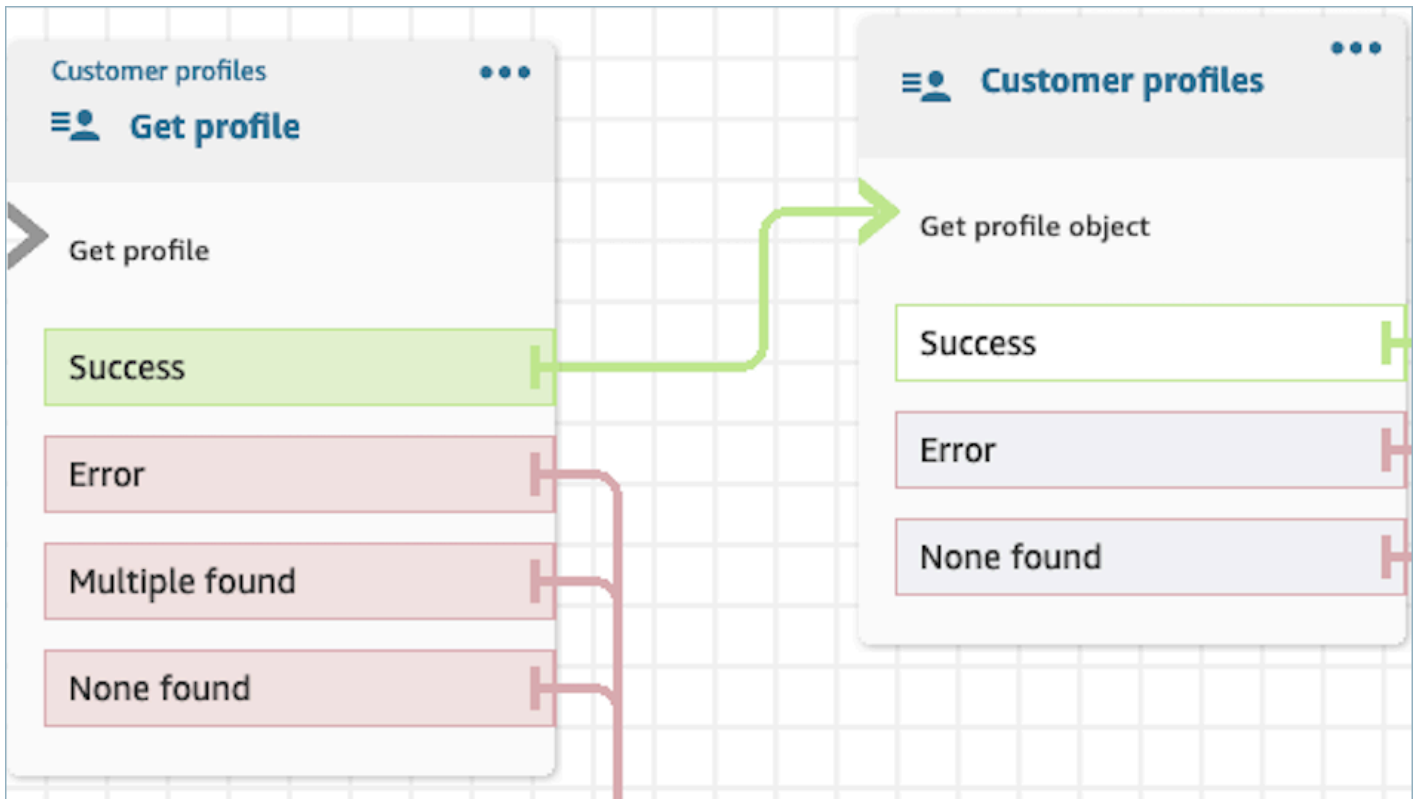 Customer profiles
Get profile
Get profile
Success
Error
Multiple found
None found
Customer profiles
Get profile object
Success
Error
None found